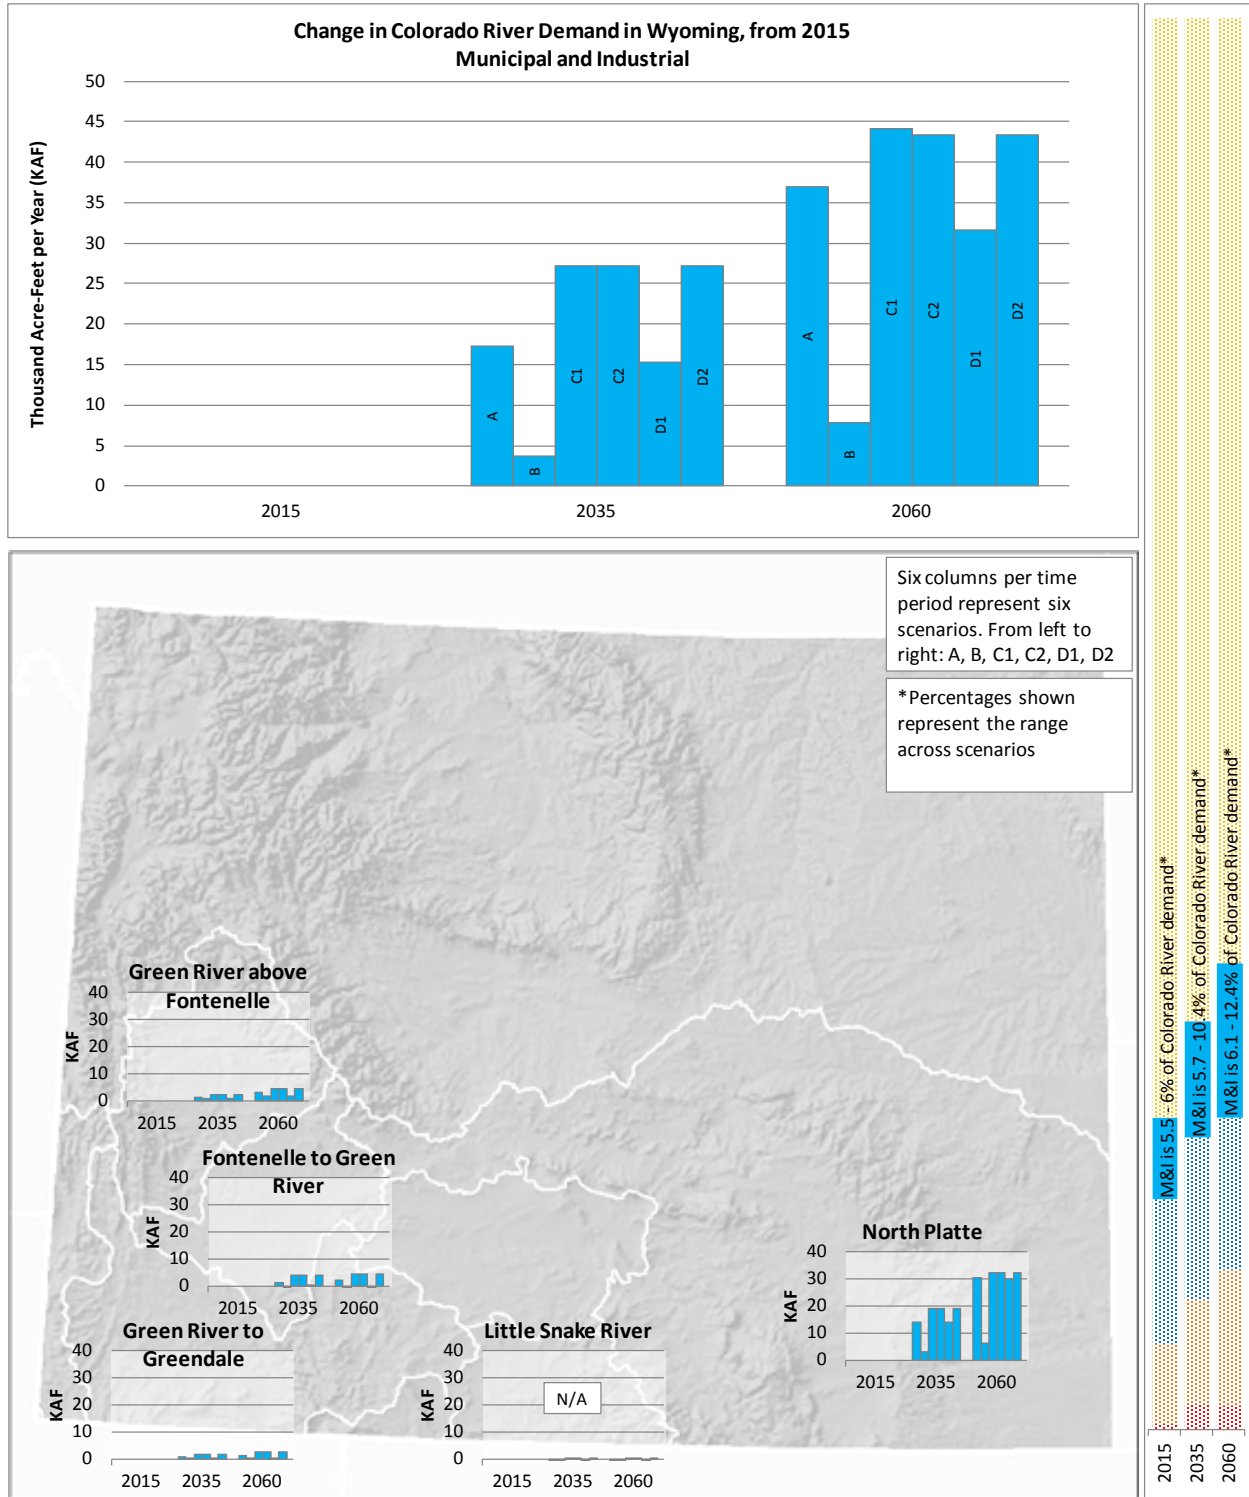 Change in Colorado River Demand in Wyoming, from 2015
Municipal and Industrial
Thousand Acre-Feet per Year (KAF)
50
45
40
35
30
25
20
15
10
5
0
A
B
C1
C2
D1
D2
A
B
C1
C2
D1
D2
2015
2035
2060
Six columns per time
period represent six
scenarios. From left to
right: A, B, C1, C2, D1, D2
*Percentages shown
represent the range
across scenarios
Green River above
Fontenelle
KAF
40
30
20
10
0
2015
2035
2060
Fontenelle to Green
River
KAF
40
30
20
10
0
2015
2035
2060
Green River to
Greendale
KAF
40
30
20
10
0
2015
2035
2060
Little Snake River
KAF
40
30
20
10
0
N/A
2015
2035
2060
North Platte
KAF
40
30
20
10
0
2015
2035
2060
M&I is 5.5 - 6% of Colorado River demand*
M&I is 5.7 - 10.4% of Colorado River demand*
M&I is 6.1 - 12.4% of Colorado River demand*
2015
2035
2060